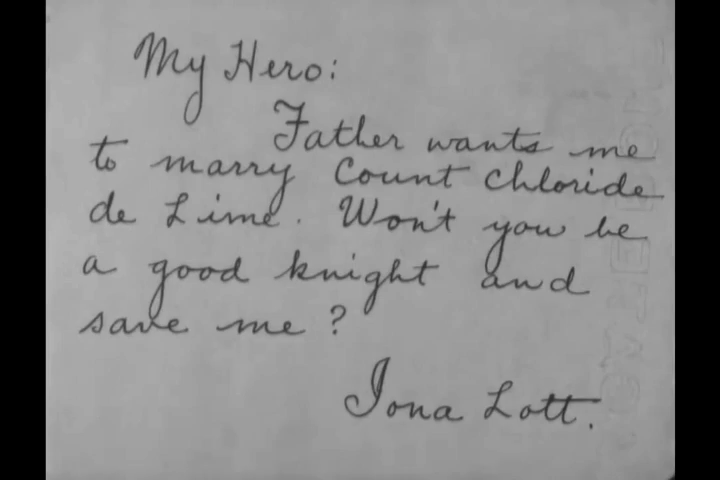 My Hero:
Father wants me
to marry Count Chloride
de Lime. Won't you be
a good knight and
save me?
Iona Lott.